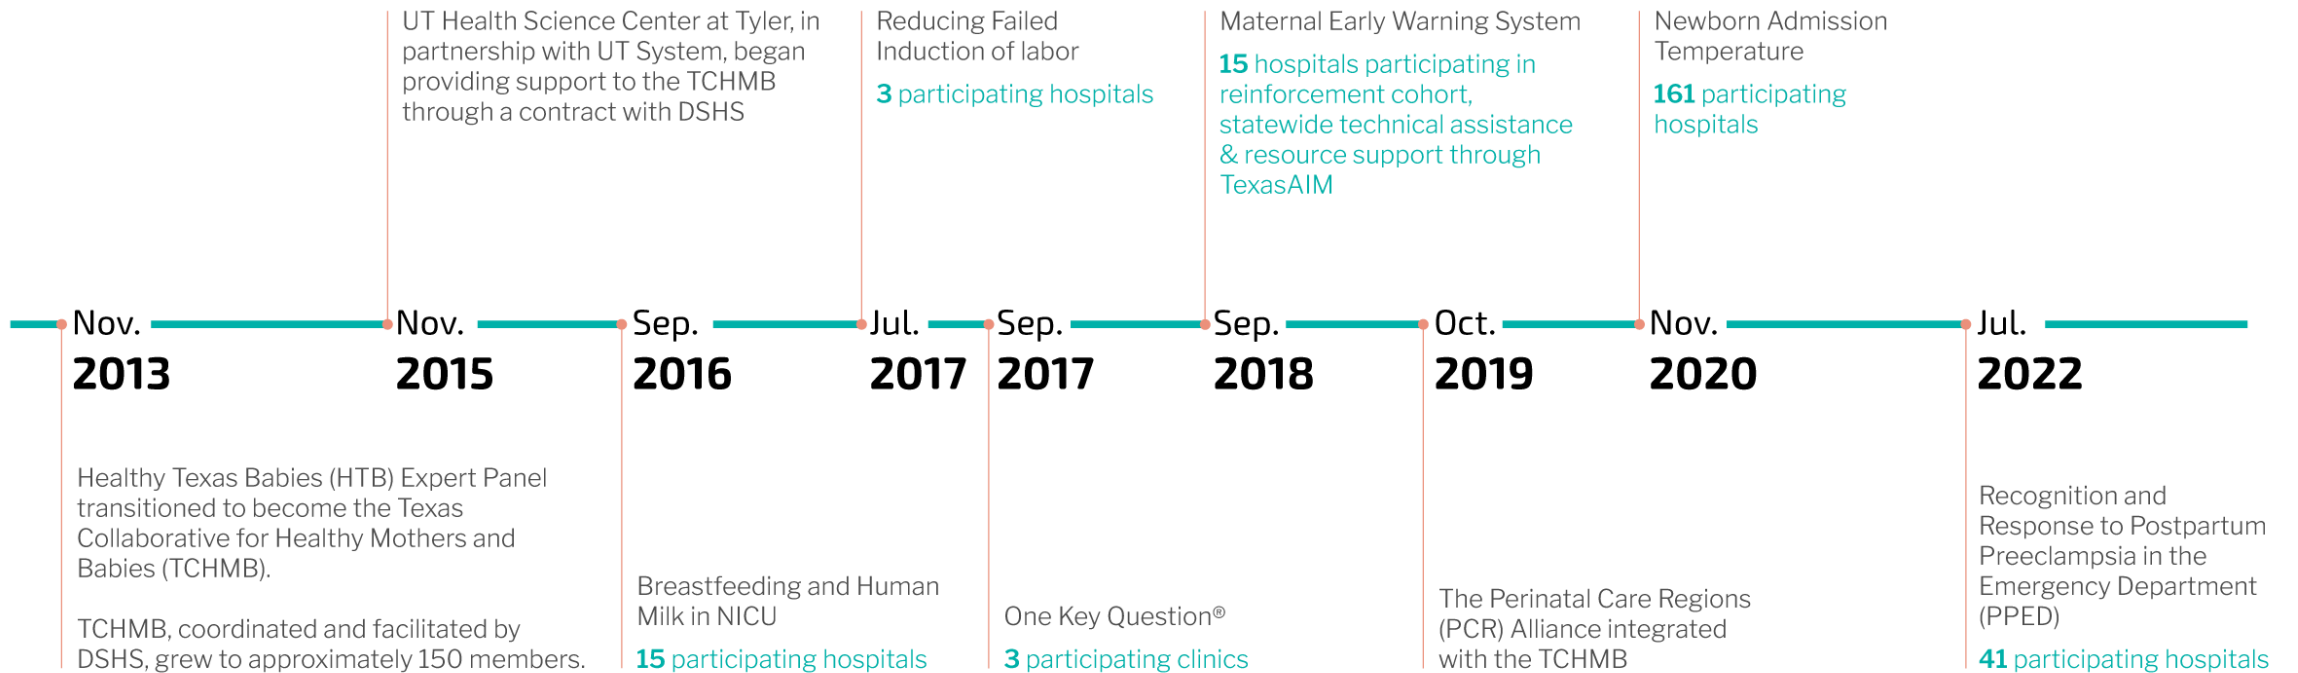 UT Health Science Center at Tyler, in
partnership with UT System, began
providing support to the TCHMB
through a contract with DSHS
Reducing Failed
Induction of labor
3 participating hospitals
Maternal Early Warning System
15 hospitals participating in
reinforcement cohort,
statewide technical assistance
& resource support through
TexasAIM
Newborn Admission
Temperature
161 participating
hospitals
Nov.
2013
Nov.
2015
Sep.
2016
Jul.
2017
Sep.
2017
Sep.
2018
Oct.
2019
Nov.
2020
Jul.
2022
Healthy Texas Babies (HTB) Expert Panel
transitioned to become the Texas
Collaborative for Healthy Mothers and
Babies (TCHMB).
TCHMB, coordinated and facilitated by
DSHS, grew to approximately 150 members.
Breastfeeding and Human
Milk in NICU
15 participating hospitals
One Key Question®
3 participating clinics
The Perinatal Care Regions
(PCR) Alliance integrated
with the TCHMB
Recognition and
Response to Postpartum
Preeclampsia in the
Emergency Department
(PPED)
41 participating hospitals